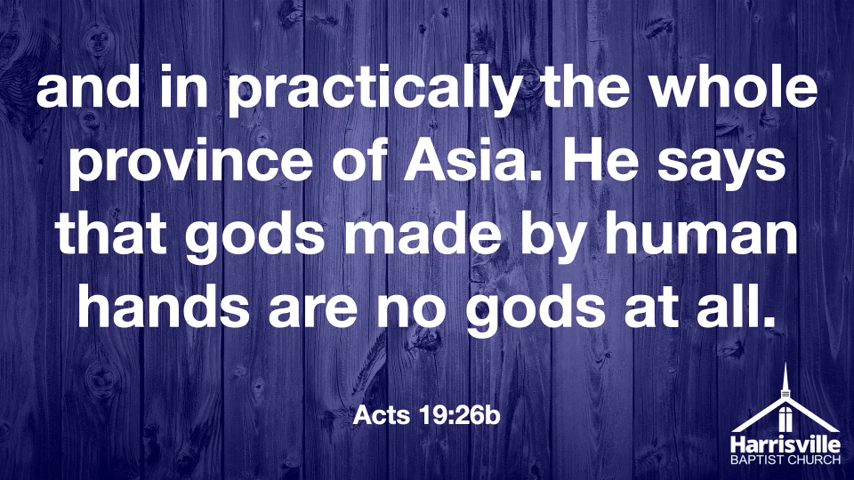 and in practically the whole
province of Asia. He says
that gods made by human
hands are no gods at all.
Acts 19:26b
Harrisville
BAPTIST CHURCH